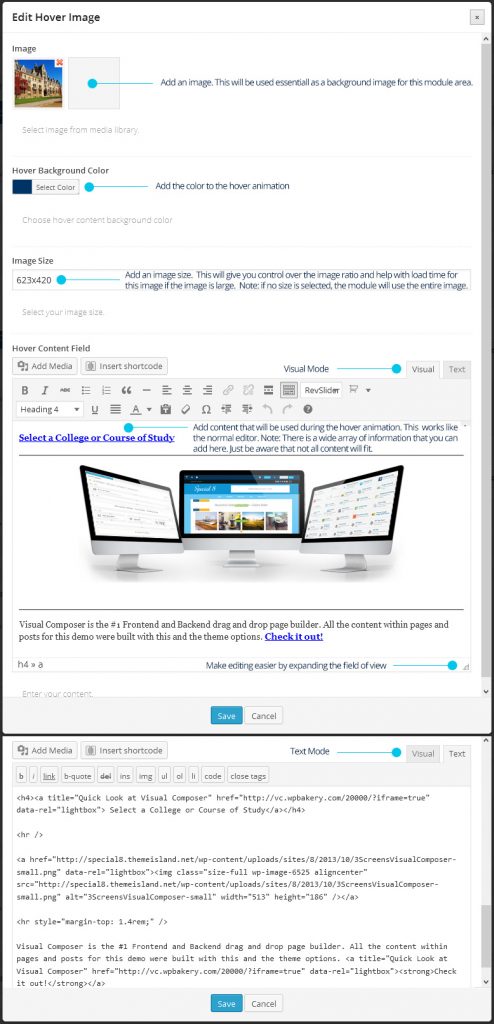 Edit Hover Image
×
Image
Add an image. This will be used essentiall as a background image for this module area.
Select image from media library.
Hover Background Color
Select Color
Add the color to the hover animation
Choose hover content background color
Image Size
623x420
Add an image size. This will give you control over the image ratio and help with load time for
this image if the image is large. Note: if no size is selected, the module will use the entire image.
Select your image size.
Hover Content Field
Add Media
Insert shortcode
Visual Mode
Visual
Text
B I ABC
RevSlider
Heading 4
U
A
Ω
Add content that will be used during the hover animation. This works like
the normal editor. Note: There is a wide array of information that you can
add here. Just be aware that not all content will fit.
Select a College or Course of Study
Special 8
Visual Composer is the #1 Frontend and Backend drag and drop page builder. All the content within pages and
posts for this demo were built with this and the theme options. Check it out!
h4 » a
Make editing easier by expanding the field of view
Enter your content.
Save
Cancel
Add Media
Insert shortcode
Text Mode
Visual
Text
b i link b-quote del ins img ul ol li code close tags
<h4><a title="Quick Look at Visual Composer" href="http://vc.wpbakery.com/20000/?iframe=true"
data-rel="lightbox"> Select a College or Course of Study</a></h4>
<hr />
<a href="http://special8.themeisland.net/wp-content/uploads/sites/8/2013/10/3ScreensVisualComposer-
small.png" data-rel="lightbox"><img class="size-full wp-image-6525 aligncenter"
src="http://special8.themeisland.net/wp-content/uploads/sites/8/2013/10/3ScreensVisualComposer-
small.png" alt="3ScreensVisualComposer-small" width="513" height="186" /></a>
<hr style="margin-top: 1.4rem;" />
Visual Composer is the #1 Frontend and Backend drag and drop page builder. All the content within
pages and posts for this demo were built with this and the theme options. <a title="Quick Look at
Visual Composer" href="http://vc.wpbakery.com/20000/?iframe=true" data-rel="lightbox"><strong>Check
it out!</strong></a>
Save
Cancel